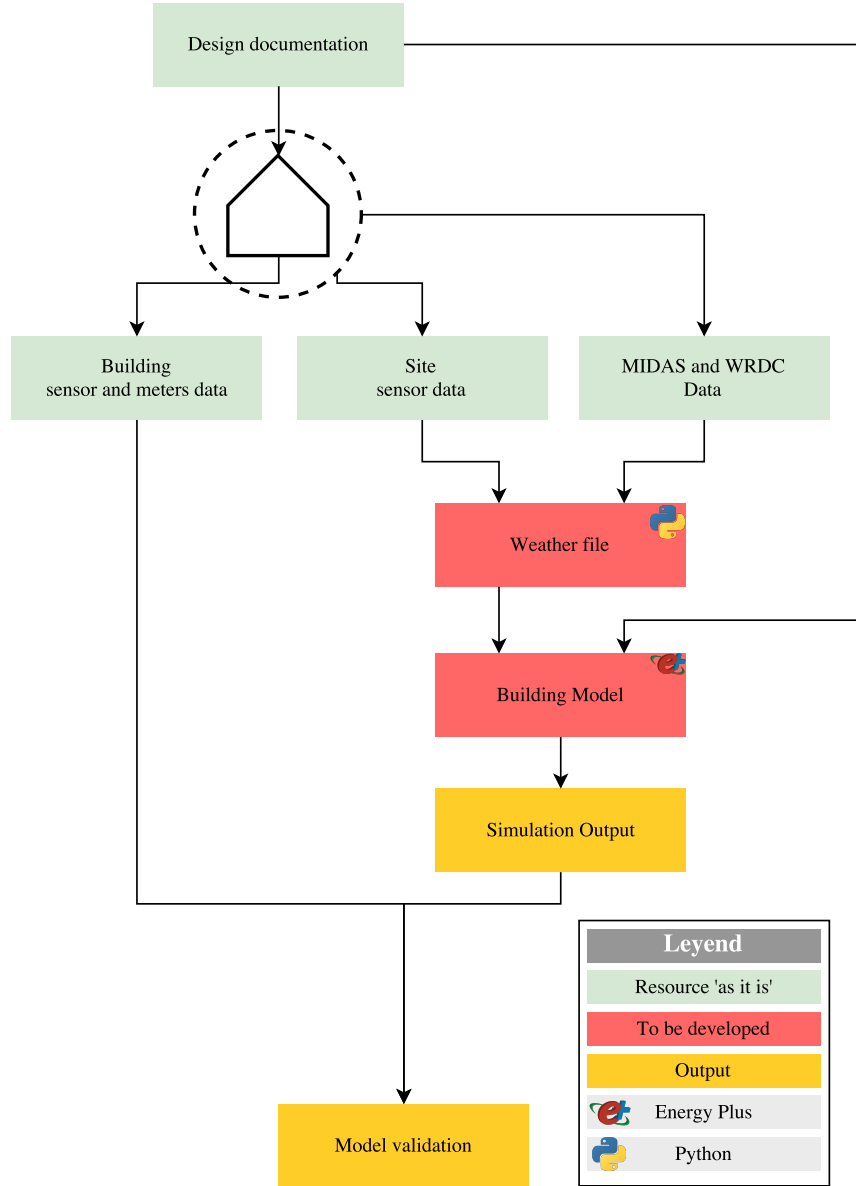 Design documentation
Building
sensor and meters data
Site
sensor data
MIDAS and WRDC
Data
Weather file
Building Model
Simulation Output
Model validation
Leyend
Resource 'as it is'
To be developed
Output
Energy Plus
Python